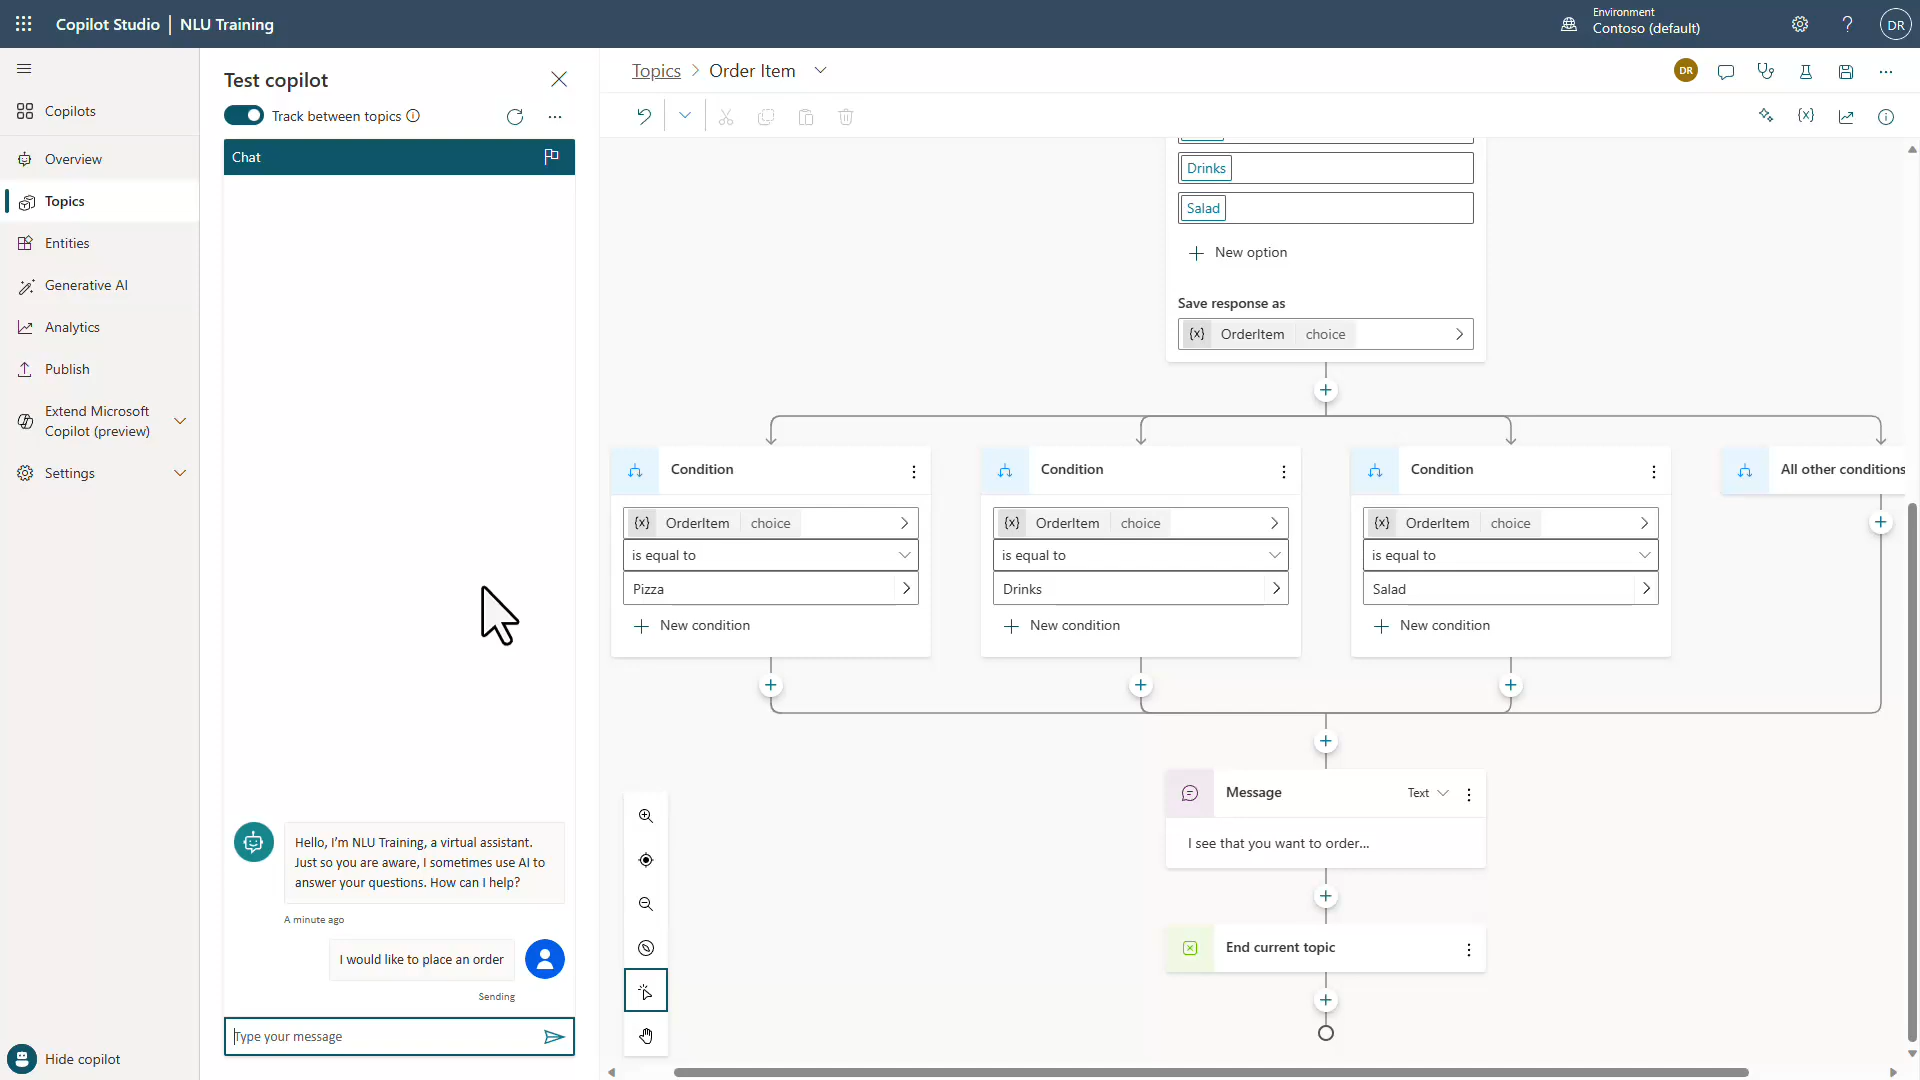 Copilot Studio | NLU Training
Environment
Contoso (default)
DR
Copilots
Overview
Topics
Entities
Generative AI
Analytics
Publish
Extend Microsoft
Copilot (preview)
Settings
Hide copilot
Test copilot
Track between topics
Chat
Hello, I'm NLU Training, a virtual assistant.
Just so you are aware, I sometimes use AI to
answer your questions. How can I help?
A minute ago
I would like to place an order
Sending
Type your message
Topics > Order Item
DR
Drinks
Salad
New option
Save response as
{x} OrderItem choice
Condition
{x} OrderItem choice
is equal to
Pizza
New condition
Condition
{x} OrderItem choice
is equal to
Drinks
New condition
Condition
{x} OrderItem choice
is equal to
Salad
New condition
All other conditions
Message
Text
I see that you want to order...
End current topic